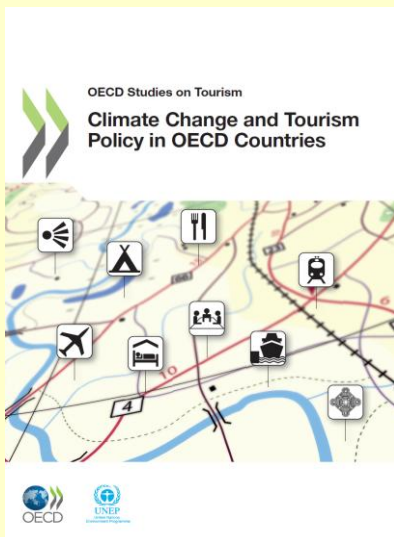 OECD Studies on Tourism
Climate Change and Tourism
Policy in OECD Countries
4
OECD
UNEP